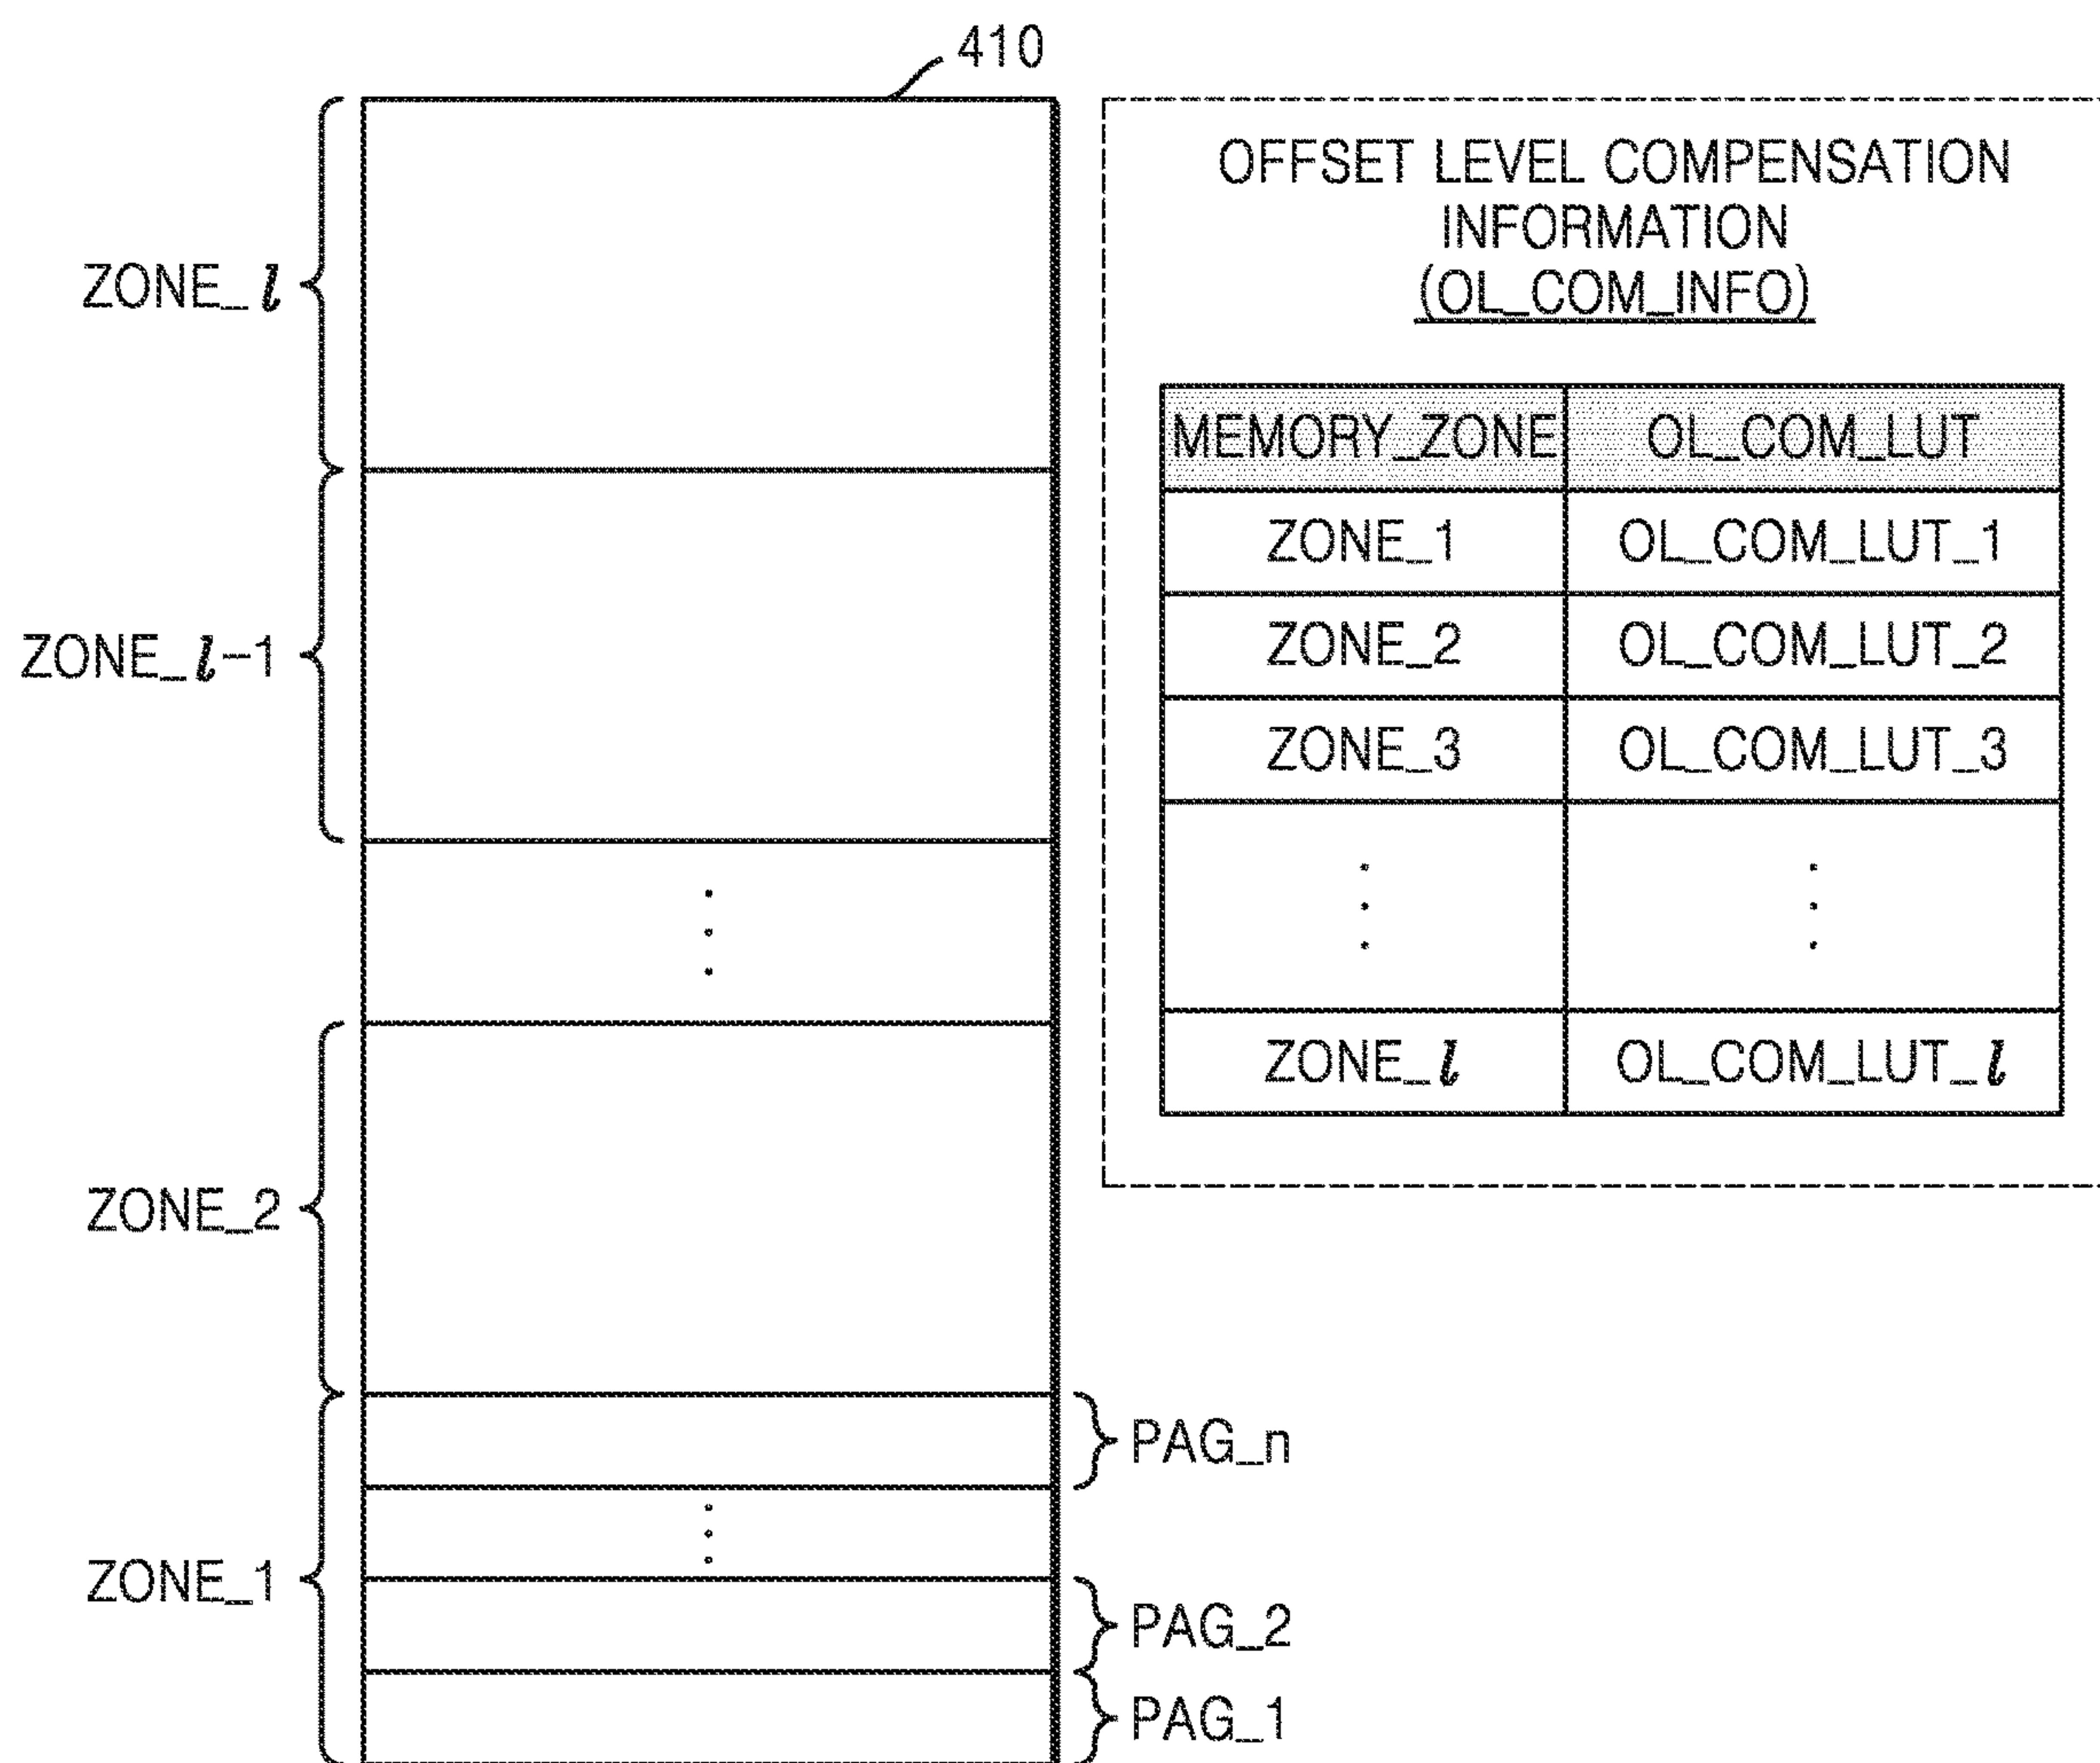 410
ZONE_l
ZONE_l-1
ZONE_2
ZONE_1
PAG_n
PAG_2
PAG_1
OFFSET LEVEL COMPENSATION
INFORMATION
(OL_COM_INFO)
MEMORY_ZONE OL_COM_LUT
ZONE_1 OL_COM_LUT_1
ZONE_2 OL_COM_LUT_2
ZONE_3 OL_COM_LUT_3
ZONE_l OL_COM_LUT_l